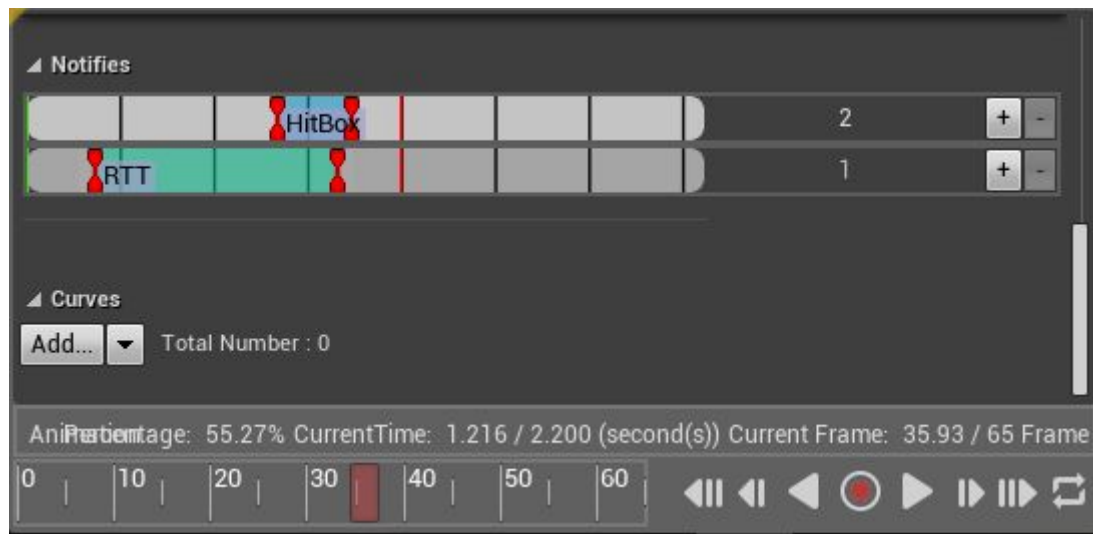 Notifies
HitBox 2 + -
RTT 1 + -
Curves
Add... Total Number : 0
Percentage: 55.27% CurrentTime: 1.216 / 2.200 (second(s)) Current Frame: 35.93 / 65 Frame
0 10 20 30 40 50 60